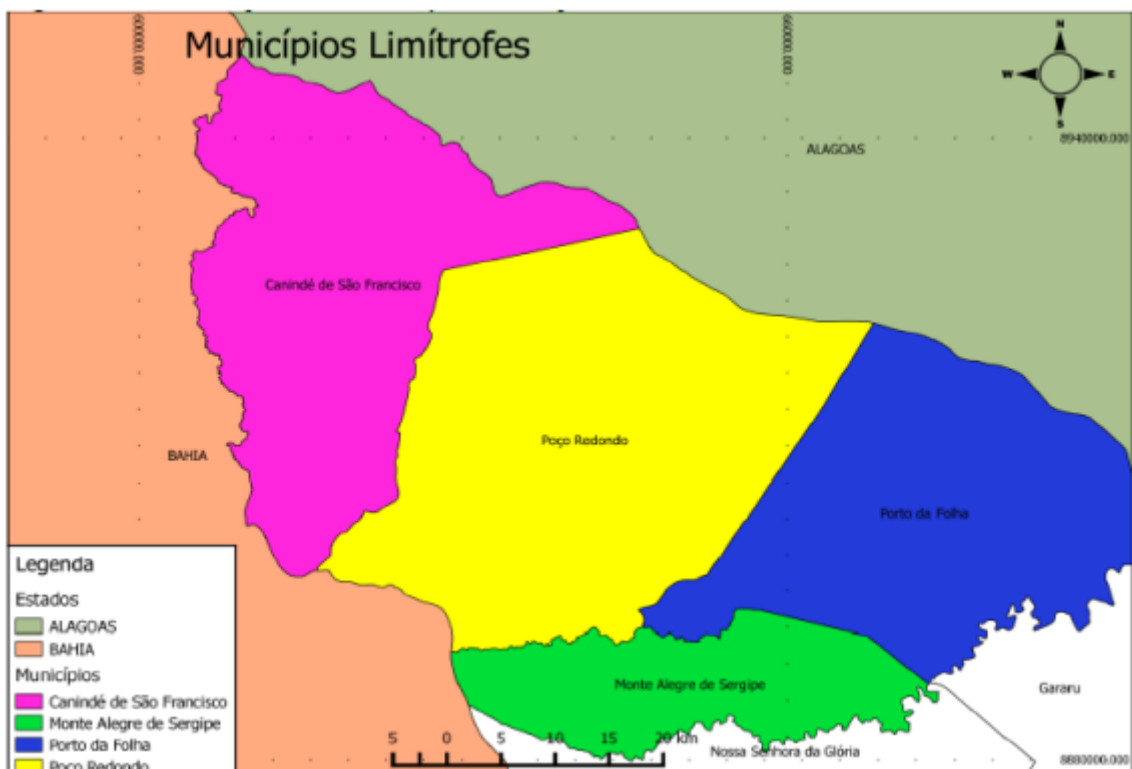 Municípios Limítrofes
N
W
E
S
8940000.000
ALAGOAS
Canindé de São Francisco
Poço Redondo
BAHIA
Porto da Folha
Legenda
Estados
ALAGOAS
BAHIA
Municípios
Canindé de São Francisco
Monte Alegre de Sergipe
Porto da Folha
Poço Redondo
Monte Alegre de Sergipe
Gararu
5 0 5 10 15 20 km
Nossa Senhora da Glória
8880000.000